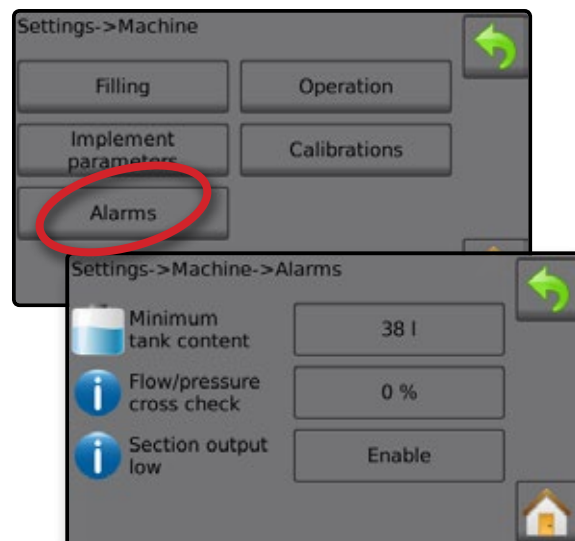 Settings->Machine
Filling
Operation
Implement
parameters
Calibrations
Alarms
Settings->Machine->Alarms
Minimum
tank content
38 l
Flow/pressure
cross check
0 %
Section output
low
Enable